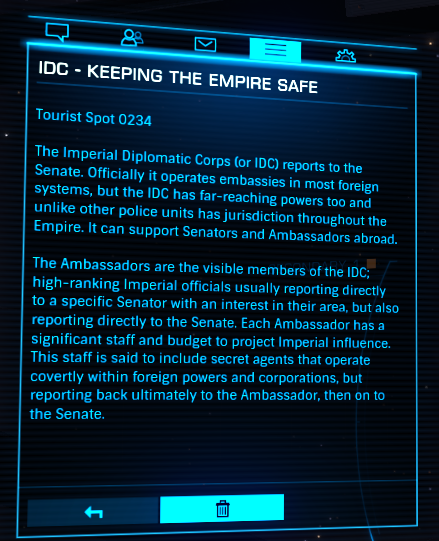 IDC - KEEPING THE EMPIRE SAFE
Tourist Spot 0234
The Imperial Diplomatic Corps (or IDC) reports to the
Senate. Officially it operates embassies in most foreign
systems, but the IDC has far-reaching powers too and
unlike other police units has jurisdiction throughout the
Empire. It can support Senators and Ambassadors abroad.
The Ambassadors are the visible members of the IDC;
high-ranking Imperial officials usually reporting directly
to a specific Senator with an interest in their area, but also
reporting directly to the Senate. Each Ambassador has a
significant staff and budget to project Imperial influence.
This staff is said to include secret agents that operate
covertly within foreign powers and corporations, but
reporting back ultimately to the Ambassador, then on to
the Senate.